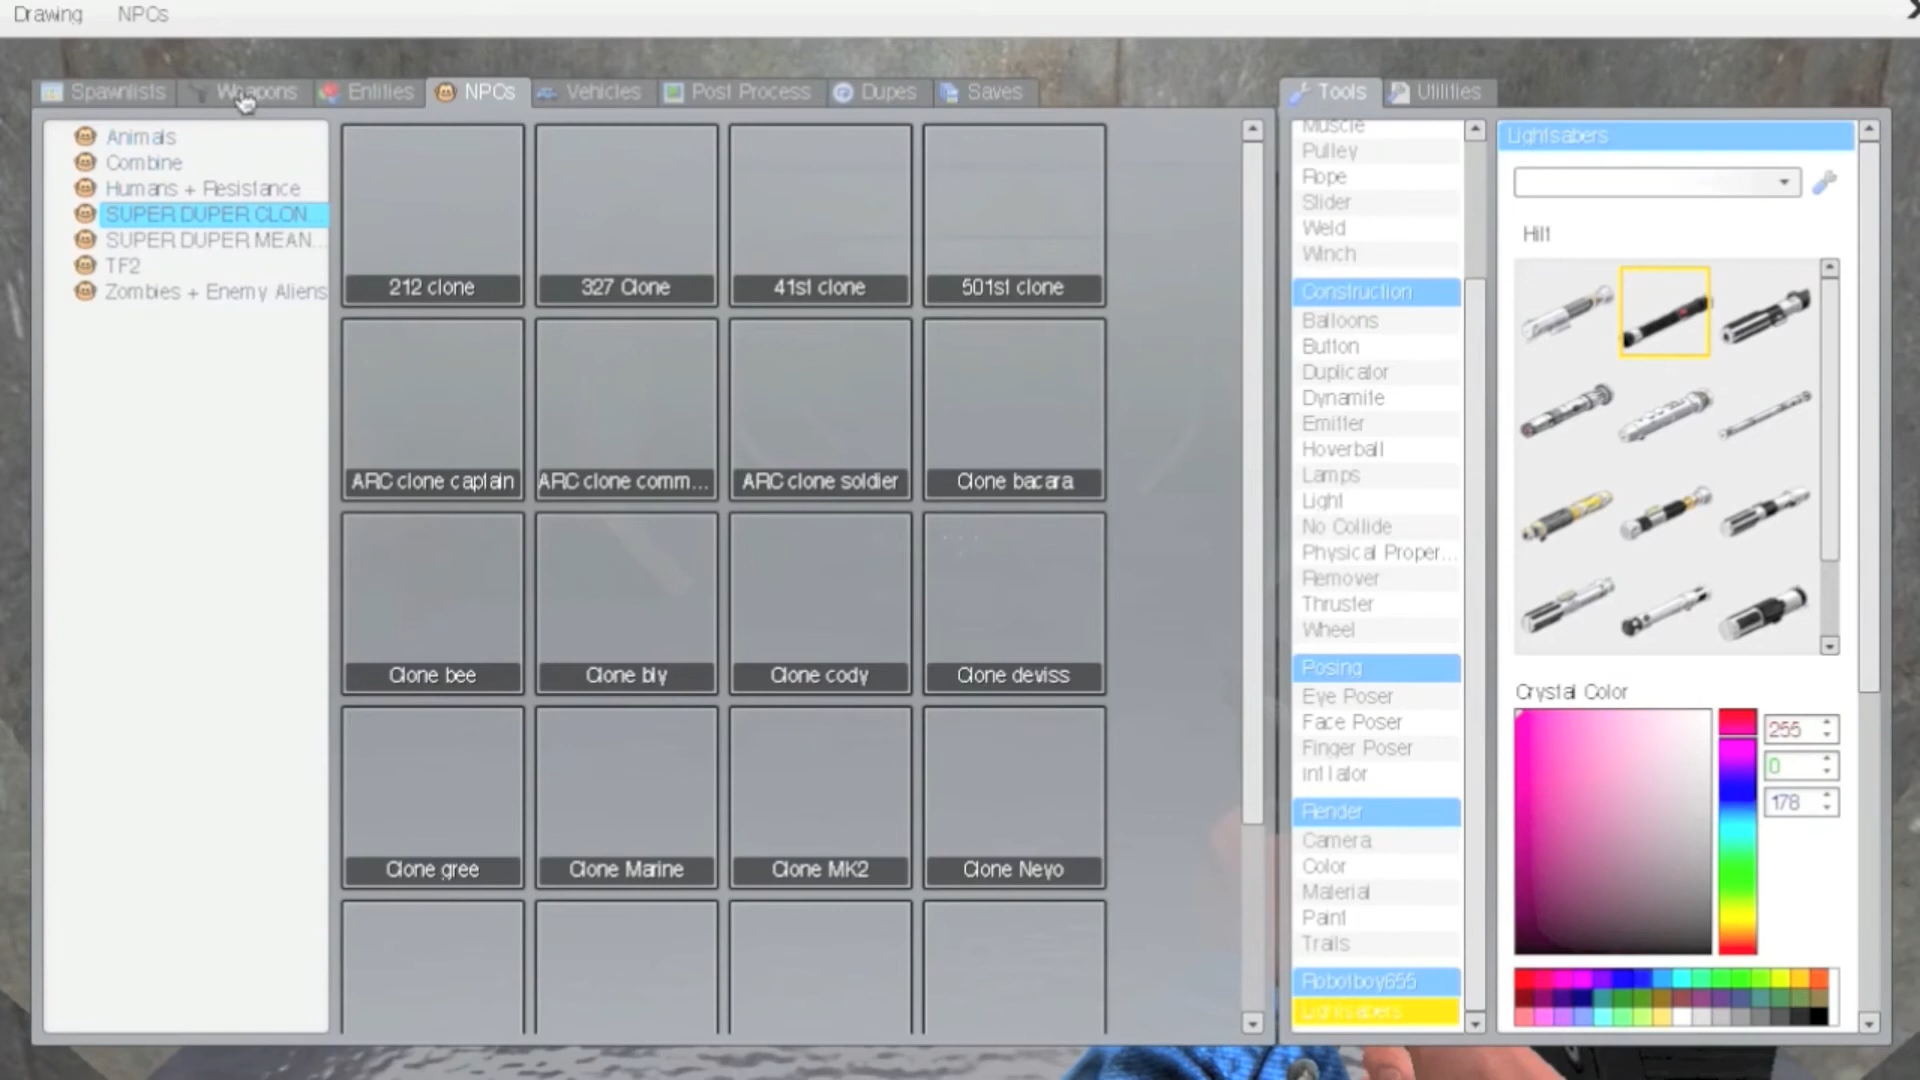 Drawing NPCs
Spawnlists Weapons Entities NPCs Vehicles Post Process Dupes Saves
Animals
Combine
Humans + Resistance
SUPER DUPER CLON...
SUPER DUPER MEAN...
TF2
Zombies + Enemy Aliens
212 clone 327 Clone 41st clone 501st clone
ARC clone captain ARC clone comm... ARC clone soldier Clone bacara
Clone bee Clone bly Clone cody Clone deviss
Clone gree Clone Marine Clone MK2 Clone Neyo
Tools Utilities
Muscle
Pulley
Rope
Slider
Weld
Winch
Construction
Balloons
Button
Duplicator
Dynamite
Emitter
Hoverball
Lamps
Light
No Collide
Physical Proper...
Remover
Thruster
Wheel
Posing
Eye Poser
Face Poser
Finger Poser
Inflator
Render
Camera
Color
Material
Paint
Trails
Robotboy655
Lightsabers
Lightsabers
Hilt
Crystal Color
255
0
178